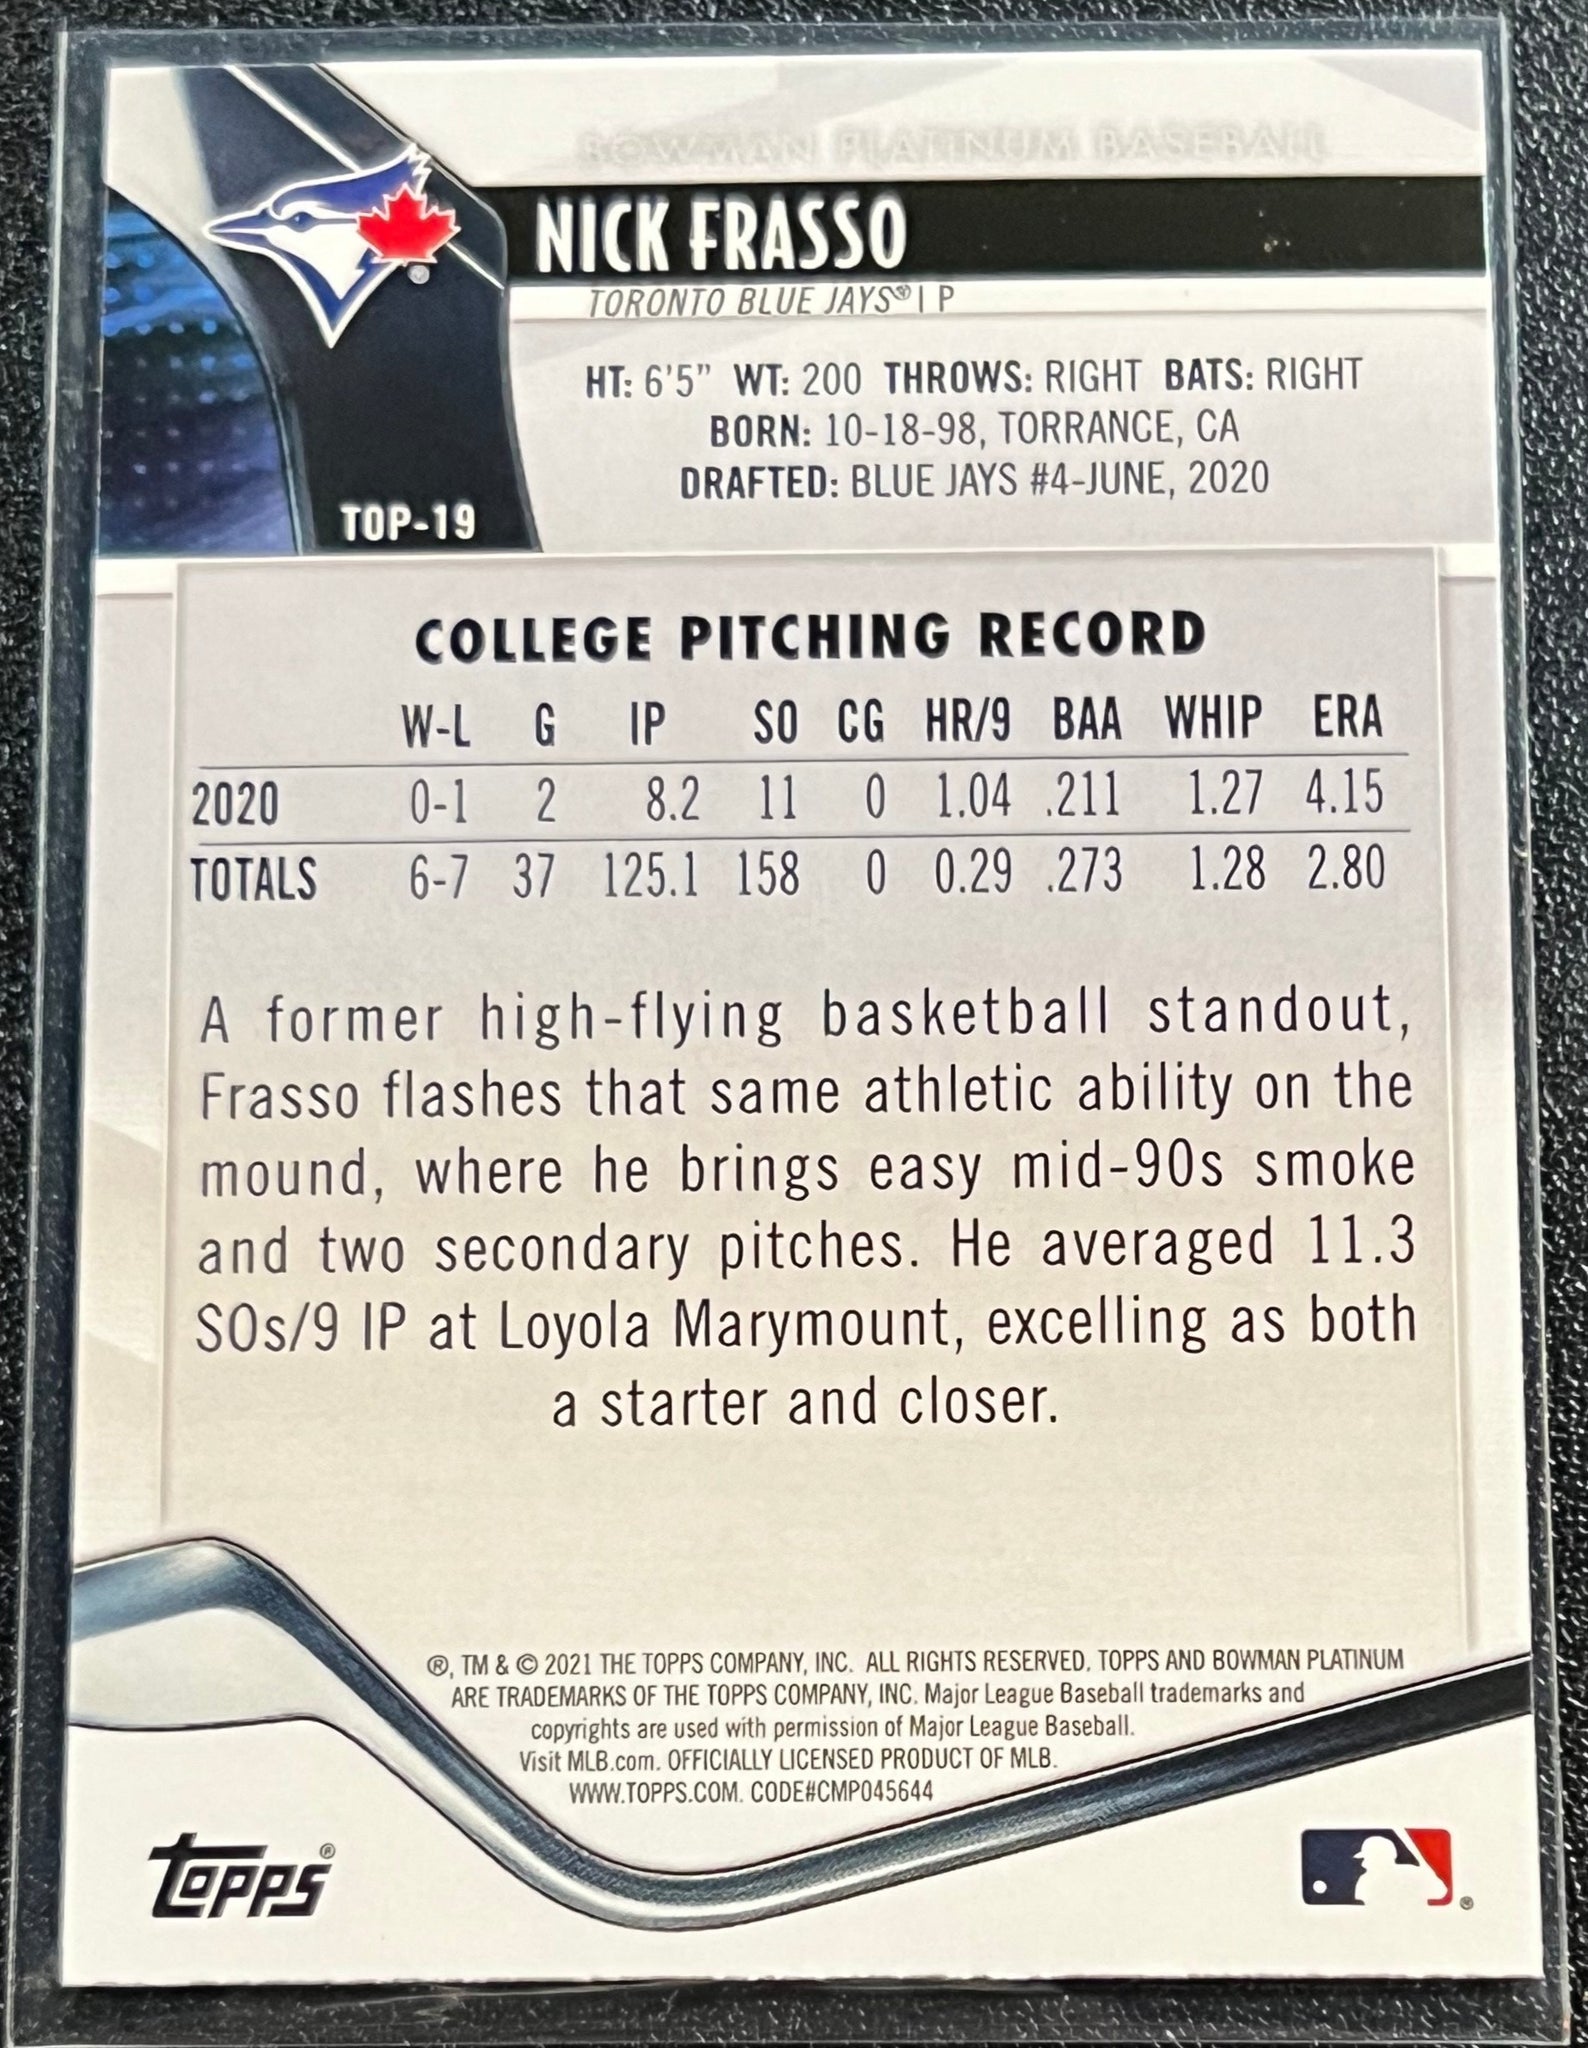 BOWMAN PLATINUM BASEBALL
NICK FRASSO
TORONTO BLUE JAYS® | P
HT: 6'5" WT: 200 THROWS: RIGHT BATS: RIGHT
BORN: 10-18-98, TORRANCE, CA
DRAFTED: BLUE JAYS #4-JUNE, 2020
TOP-19
COLLEGE PITCHING RECORD
W-L G IP SO CG HR/9 BAA WHIP ERA
2020 0-1 2 8.2 11 0 1.04 .211 1.27 4.15
TOTALS 6-7 37 125.1 158 0 0.29 .273 1.28 2.80
A former high-flying basketball standout,
Frasso flashes that same athletic ability on the
mound, where he brings easy mid-90s smoke
and two secondary pitches. He averaged 11.3
SOs/9 IP at Loyola Marymount, excelling as both
a starter and closer.
®, TM & © 2021 THE TOPPS COMPANY, INC. ALL RIGHTS RESERVED. TOPPS AND BOWMAN PLATINUM
ARE TRADEMARKS OF THE TOPPS COMPANY, INC. Major League Baseball trademarks and
copyrights are used with permission of Major League Baseball.
Visit MLB.com. OFFICIALLY LICENSED PRODUCT OF MLB.
WWW.TOPPS.COM. CODE#CMP045644
topps®